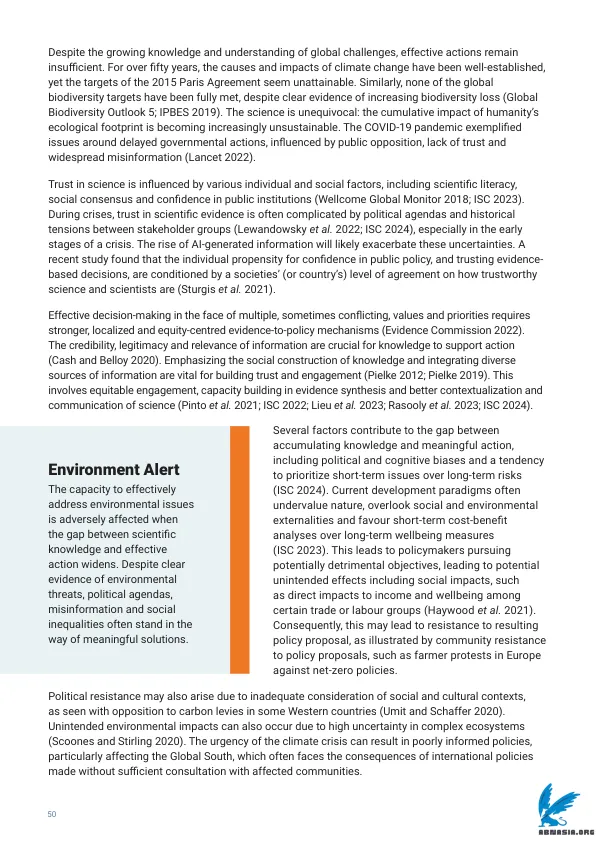 Despite the growing knowledge and understanding of global challenges, effective actions remain
insufficient. For over fifty years, the causes and impacts of climate change have been well-established,
yet the targets of the 2015 Paris Agreement seem unattainable. Similarly, none of the global
biodiversity targets have been fully met, despite clear evidence of increasing biodiversity loss (Global
Biodiversity Outlook 5; IPBES 2019). The science is unequivocal: the cumulative impact of humanity's
ecological footprint is becoming increasingly unsustainable. The COVID-19 pandemic exemplified
issues around delayed governmental actions, influenced by public opposition, lack of trust and
widespread misinformation (Lancet 2022).
Trust in science is influenced by various individual and social factors, including scientific literacy,
social consensus and confidence in public institutions (Wellcome Global Monitor 2018; ISC 2023).
During crises, trust in scientific evidence is often complicated by political agendas and historical
tensions between stakeholder groups (Lewandowsky et al. 2022; ISC 2024), especially in the early
stages of a crisis. The rise of AI-generated information will likely exacerbate these uncertainties. A
recent study found that the individual propensity for confidence in public policy, and trusting evidence-
based decisions, are conditioned by a societies' (or country's) level of agreement on how trustworthy
science and scientists are (Sturgis et al. 2021).
Effective decision-making in the face of multiple, sometimes conflicting, values and priorities requires
stronger, localized and equity-centred evidence-to-policy mechanisms (Evidence Commission 2022).
The credibility, legitimacy and relevance of information are crucial for knowledge to support action
(Cash and Belloy 2020). Emphasizing the social construction of knowledge and integrating diverse
sources of information are vital for building trust and engagement (Pielke 2012; Pielke 2019). This
involves equitable engagement, capacity building in evidence synthesis and better contextualization and
communication of science (Pinto et al. 2021; ISC 2022; Lieu et al. 2023; Rasooly et al. 2023; ISC 2024).
Environment Alert
The capacity to effectively
address environmental issues
is adversely affected when
the gap between scientific
knowledge and effective
action widens. Despite clear
evidence of environmental
threats, political agendas,
misinformation and social
inequalities often stand in the
way of meaningful solutions.
Several factors contribute to the gap between
accumulating knowledge and meaningful action,
including political and cognitive biases and a tendency
to prioritize short-term issues over long-term risks
(ISC 2024). Current development paradigms often
undervalue nature, overlook social and environmental
externalities and favour short-term cost-benefit
analyses over long-term wellbeing measures
(ISC 2023). This leads to policymakers pursuing
potentially detrimental objectives, leading to potential
unintended effects including social impacts, such
as direct impacts to income and wellbeing among
certain trade or labour groups (Haywood et al. 2021).
Consequently, this may lead to resistance to resulting
policy proposal, as illustrated by community resistance
to policy proposals, such as farmer protests in Europe
against net-zero policies.
Political resistance may also arise due to inadequate consideration of social and cultural contexts,
as seen with opposition to carbon levies in some Western countries (Umit and Schaffer 2020).
Unintended environmental impacts can also occur due to high uncertainty in complex ecosystems
(Scoones and Stirling 2020). The urgency of the climate crisis can result in poorly informed policies,
particularly affecting the Global South, which often faces the consequences of international policies
made without sufficient consultation with affected communities.
50
ABNASIA.ORG